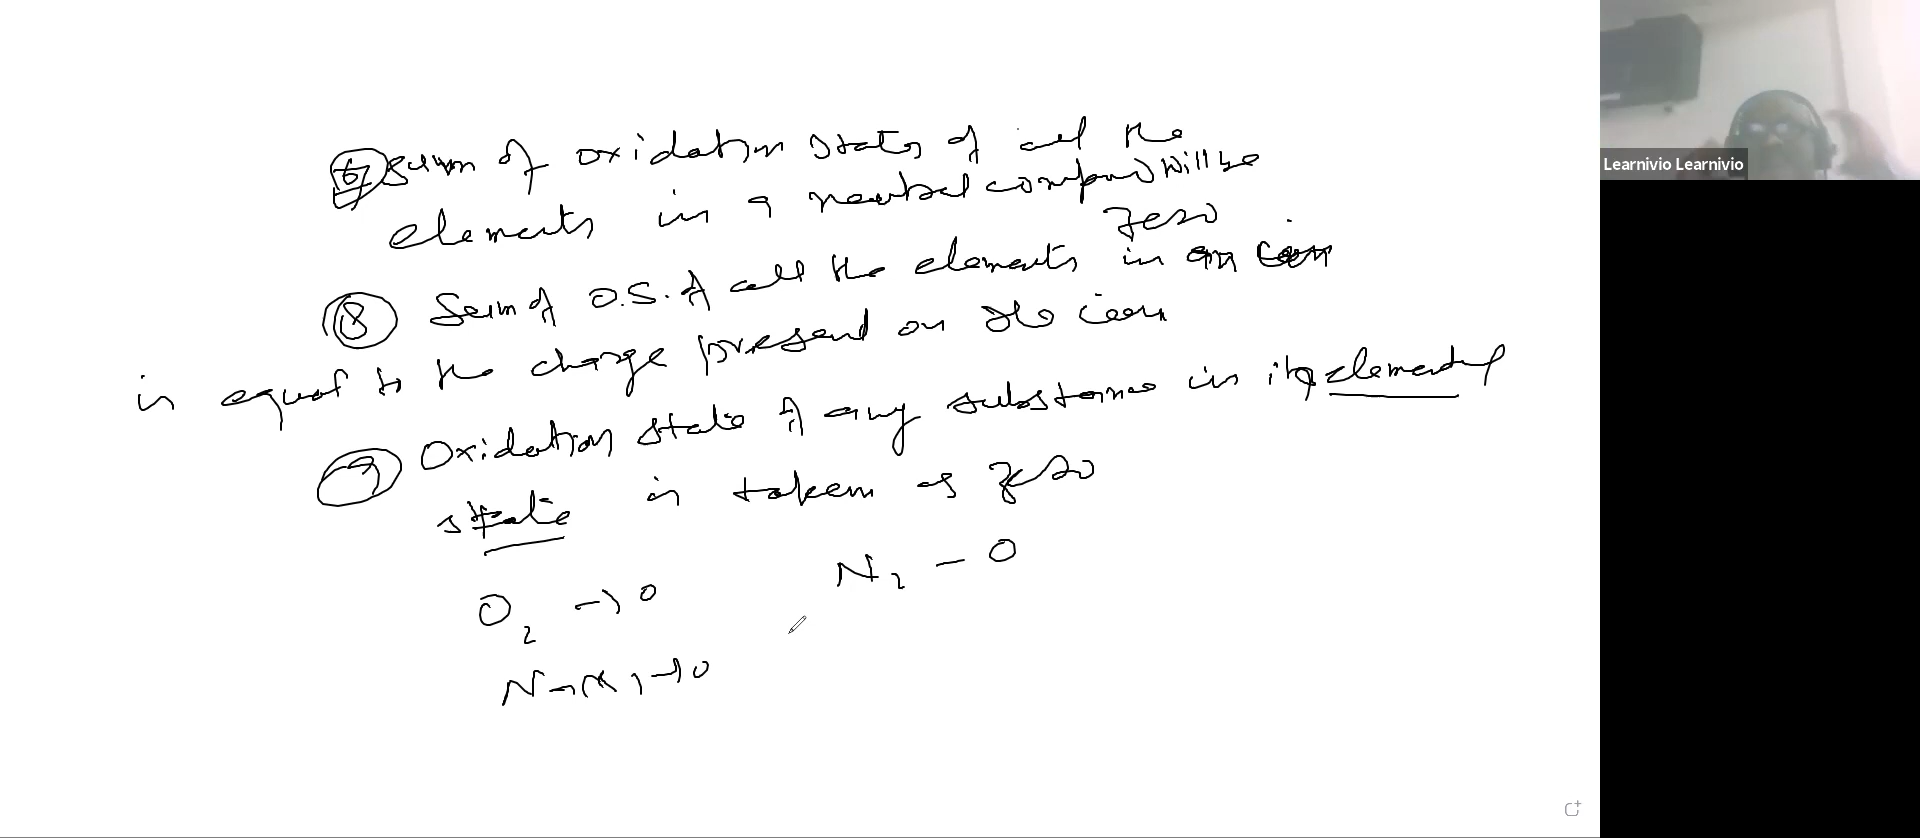 ⑦ Sum of oxidation states of all the
elements in a neutral compound will be
zero
⑧ Sum of O.S. of all the elements in an ion
is equal to the charge present on the ion
⑨ Oxidation state of any substance in its elemental
state is taken as zero
O2 → 0
N2 - 0
→ 0
Learnivio Learnivio